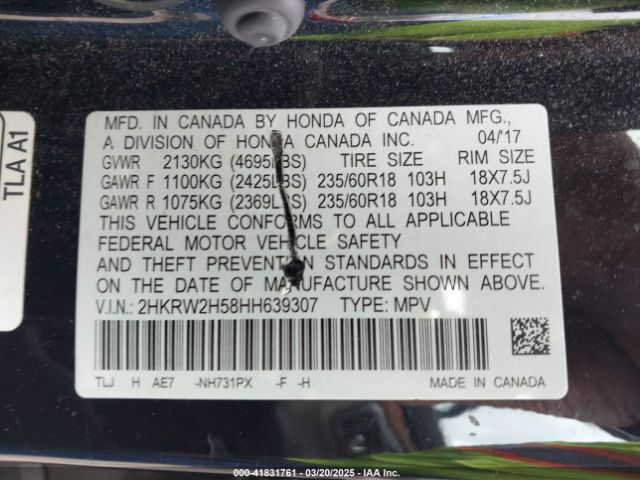 TLA A1
MFD. IN CANADA BY HONDA OF CANADA MFG.,
A DIVISION OF HONDA CANADA INC. 04/'17
GVWR 2130KG (4695LBS) TIRE SIZE RIM SIZE
GAWR F 1100KG (2425LBS) 235/60R18 103H 18X7.5J
GAWR R 1075KG (2369LBS) 235/60R18 103H 18X7.5J
THIS VEHICLE CONFORMS TO ALL APPLICABLE
FEDERAL MOTOR VEHICLE SAFETY
AND THEFT PREVENTION STANDARDS IN EFFECT
ON THE DATE OF MANUFACTURE SHOWN ABOVE.
V.I.N.: 2HKRW2H58HH639307 TYPE: MPV
TLJ H AE7 -NH731PX -F -H MADE IN CANADA
00-41831761 — 03/20/2025 — IAA Inc.